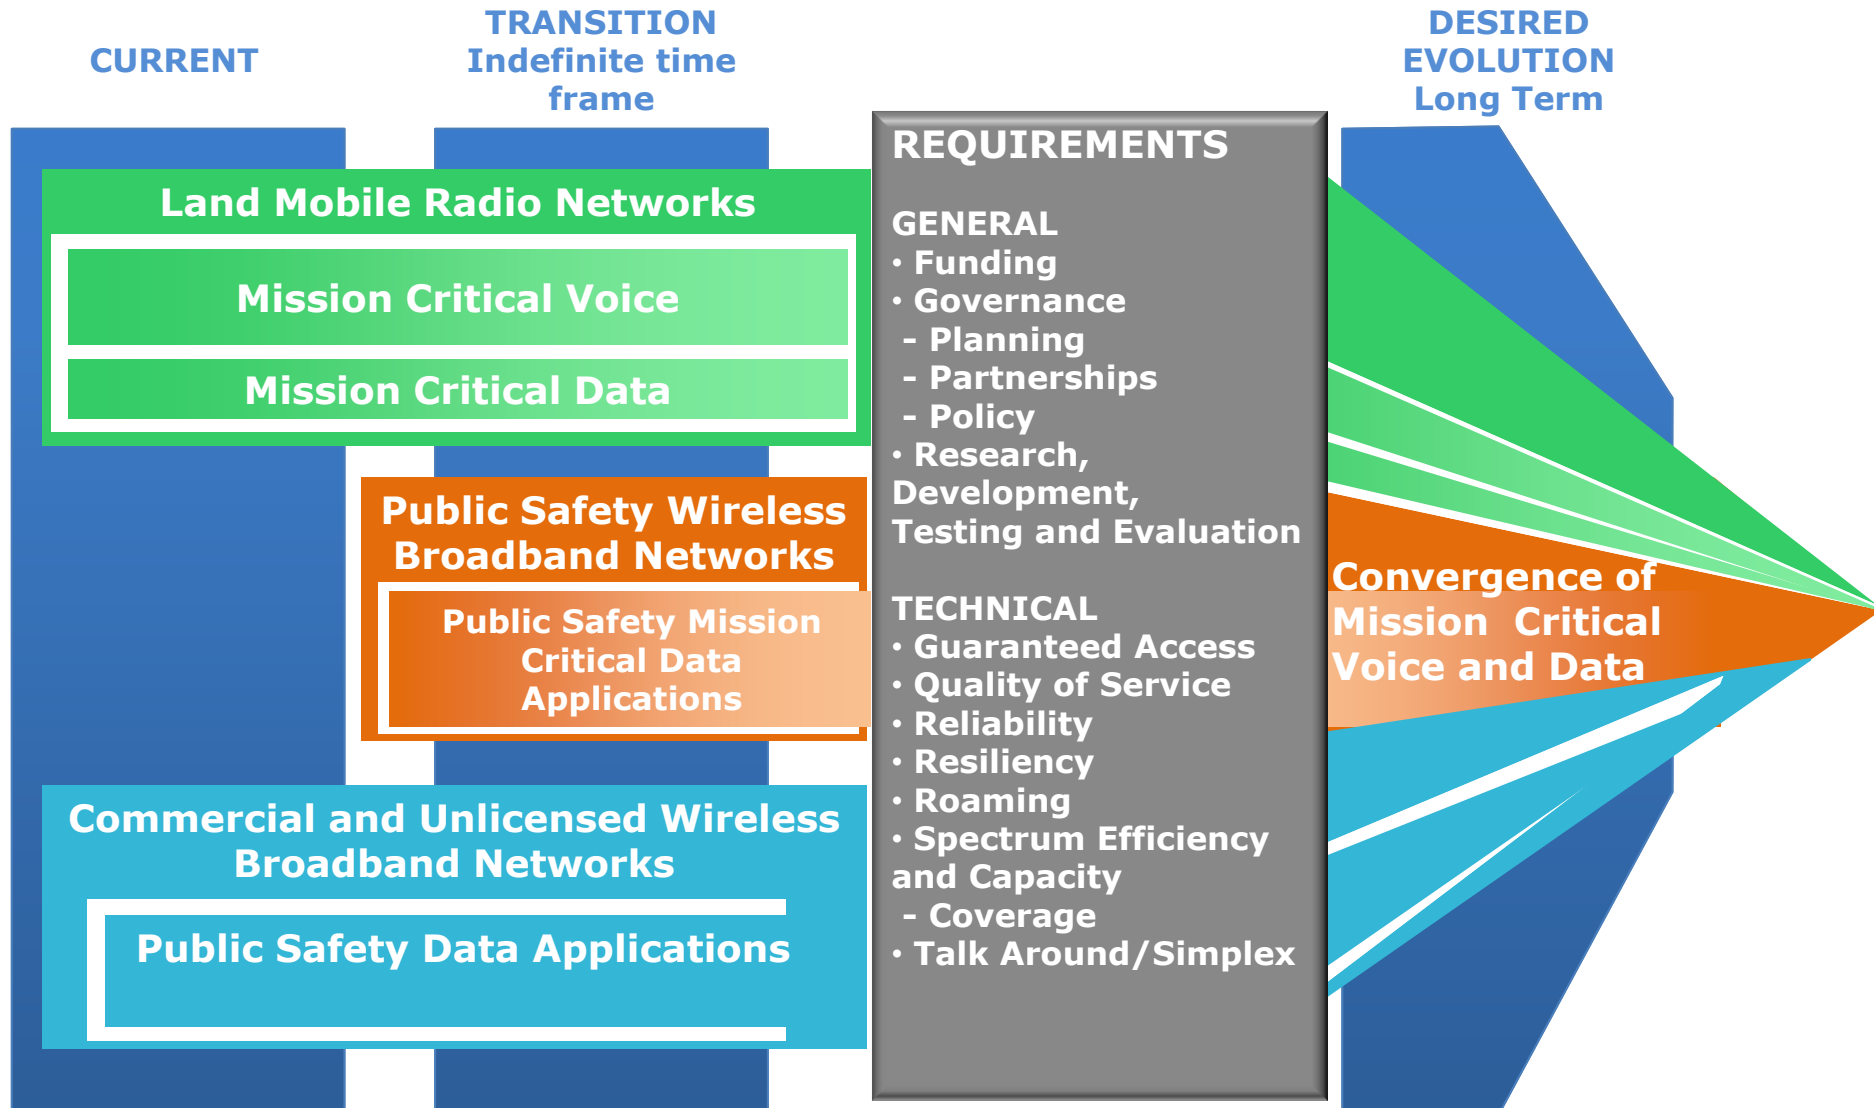 CURRENT
TRANSITION
Indefinite time
frame
DESIRED
EVOLUTION
Long Term
Land Mobile Radio Networks
Mission Critical Voice
Mission Critical Data
Public Safety Wireless
Broadband Networks
Public Safety Mission
Critical Data
Applications
Commercial and Unlicensed Wireless
Broadband Networks
Public Safety Data Applications
REQUIREMENTS
GENERAL
• Funding
• Governance
– Planning
– Partnerships
– Policy
• Research,
Development,
Testing and Evaluation
TECHNICAL
• Guaranteed Access
• Quality of Service
• Reliability
• Resiliency
• Roaming
• Spectrum Efficiency
and Capacity
– Coverage
• Talk Around/Simplex
Convergence of
Mission Critical
Voice and Data